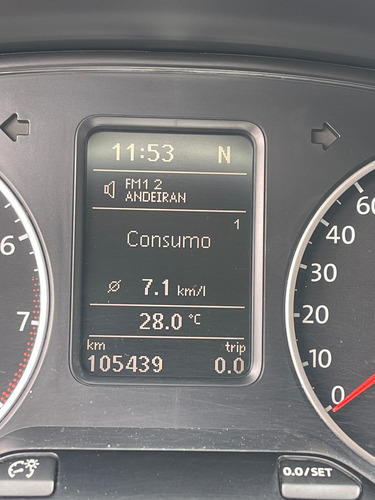 11:53 N
FM1 2
ANDEIRAN
1
Consumo
Ø 7.1 km/l
28.0 °C
km trip
105439 0.0
6
7
60
40
30
20
10
0
0.0/SET